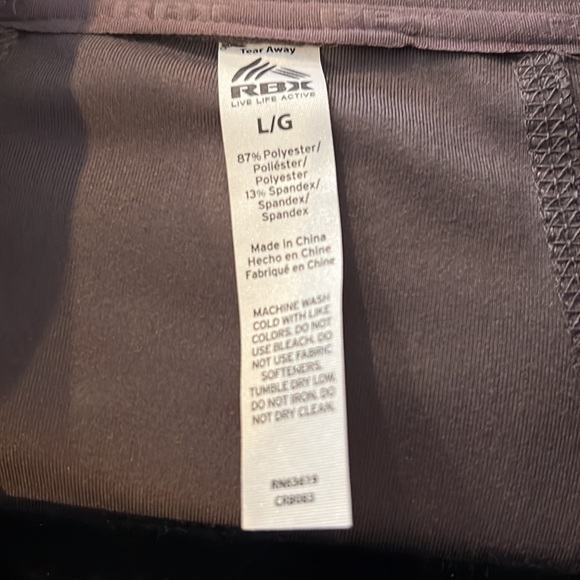 Tear Away
RBX
LIVE LIFE ACTIVE
L/G
87% Polyester/
Poliéster/
Polyester
13% Spandex/
Spandex/
Spandex
Made in China
Hecho en Chine
Fabriqué en Chine
MACHINE WASH
COLD WITH LIKE
COLORS. DO NOT
USE BLEACH. DO
NOT USE FABRIC
SOFTENERS.
TUMBLE DRY LOW.
DO NOT IRON. DO
NOT DRY CLEAN.